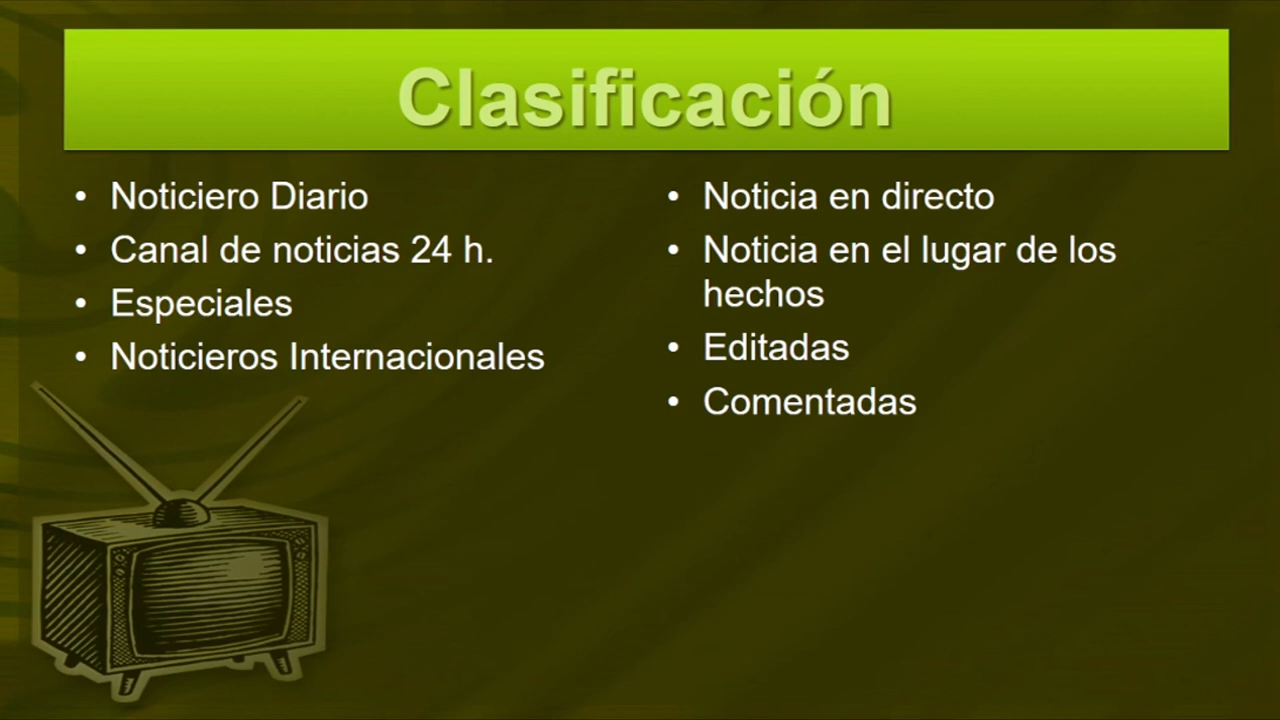 Clasificación
• Noticiero Diario
• Canal de noticias 24 h.
• Especiales
• Noticieros Internacionales
• Noticia en directo
• Noticia en el lugar de los
hechos
• Editadas
• Comentadas